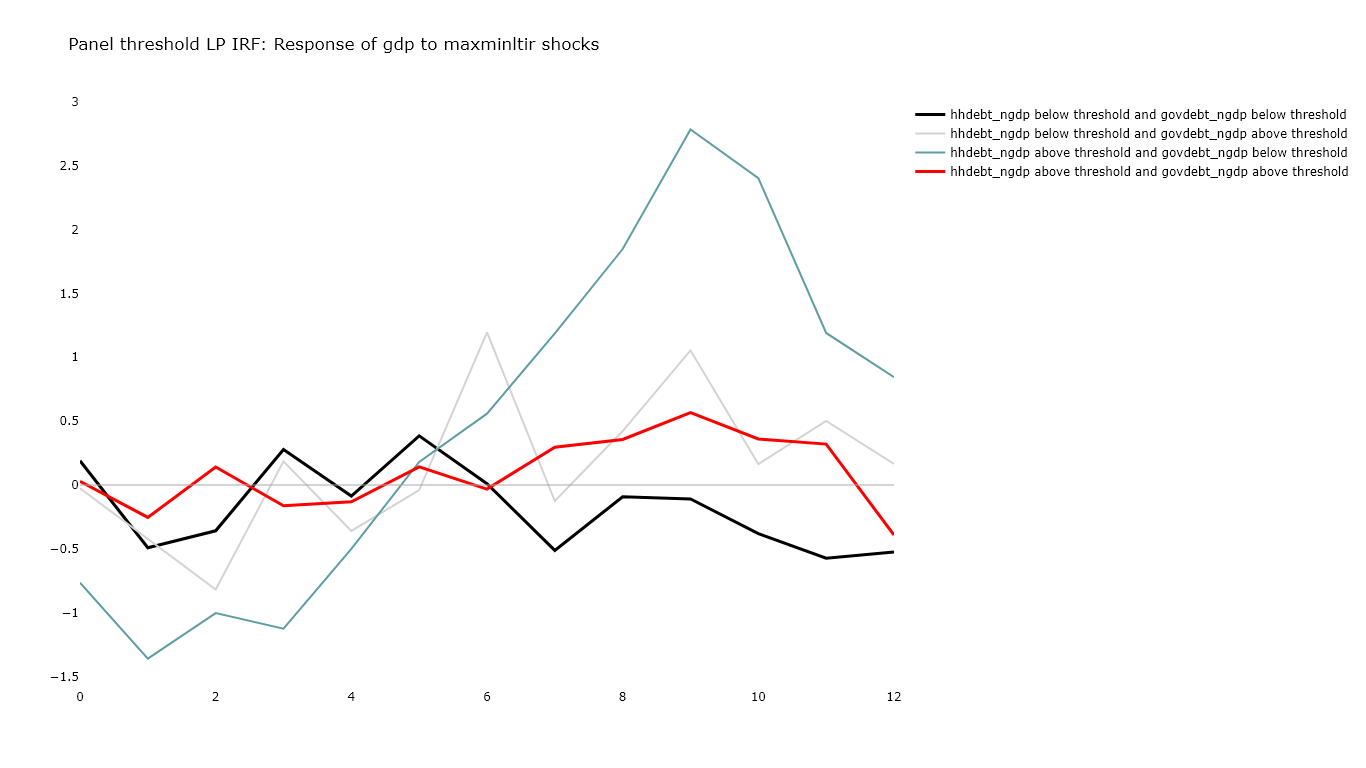 Panel threshold LP IRF: Response of gdp to maxminltir shocks
3
2.5
2
1.5
1
0.5
0
−0.5
−1
−1.5
0 2 4 6 8 10 12
hhdebt_ngdp below threshold and govdebt_ngdp below threshold
hhdebt_ngdp below threshold and govdebt_ngdp above threshold
hhdebt_ngdp above threshold and govdebt_ngdp below threshold
hhdebt_ngdp above threshold and govdebt_ngdp above threshold